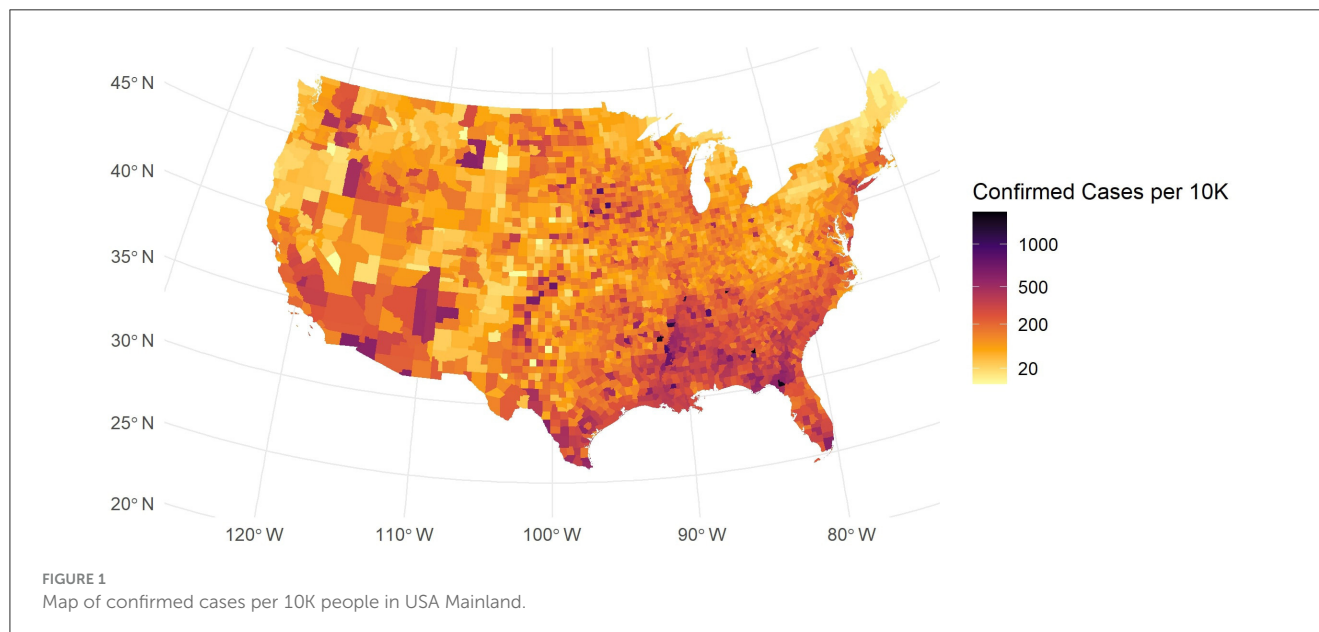 45° N
40° N
35° N
30° N
25° N
20° N
120° W
110° W
100° W
90° W
80° W
Confirmed Cases per 10K
1000
500
200
20
FIGURE 1
Map of confirmed cases per 10K people in USA Mainland.